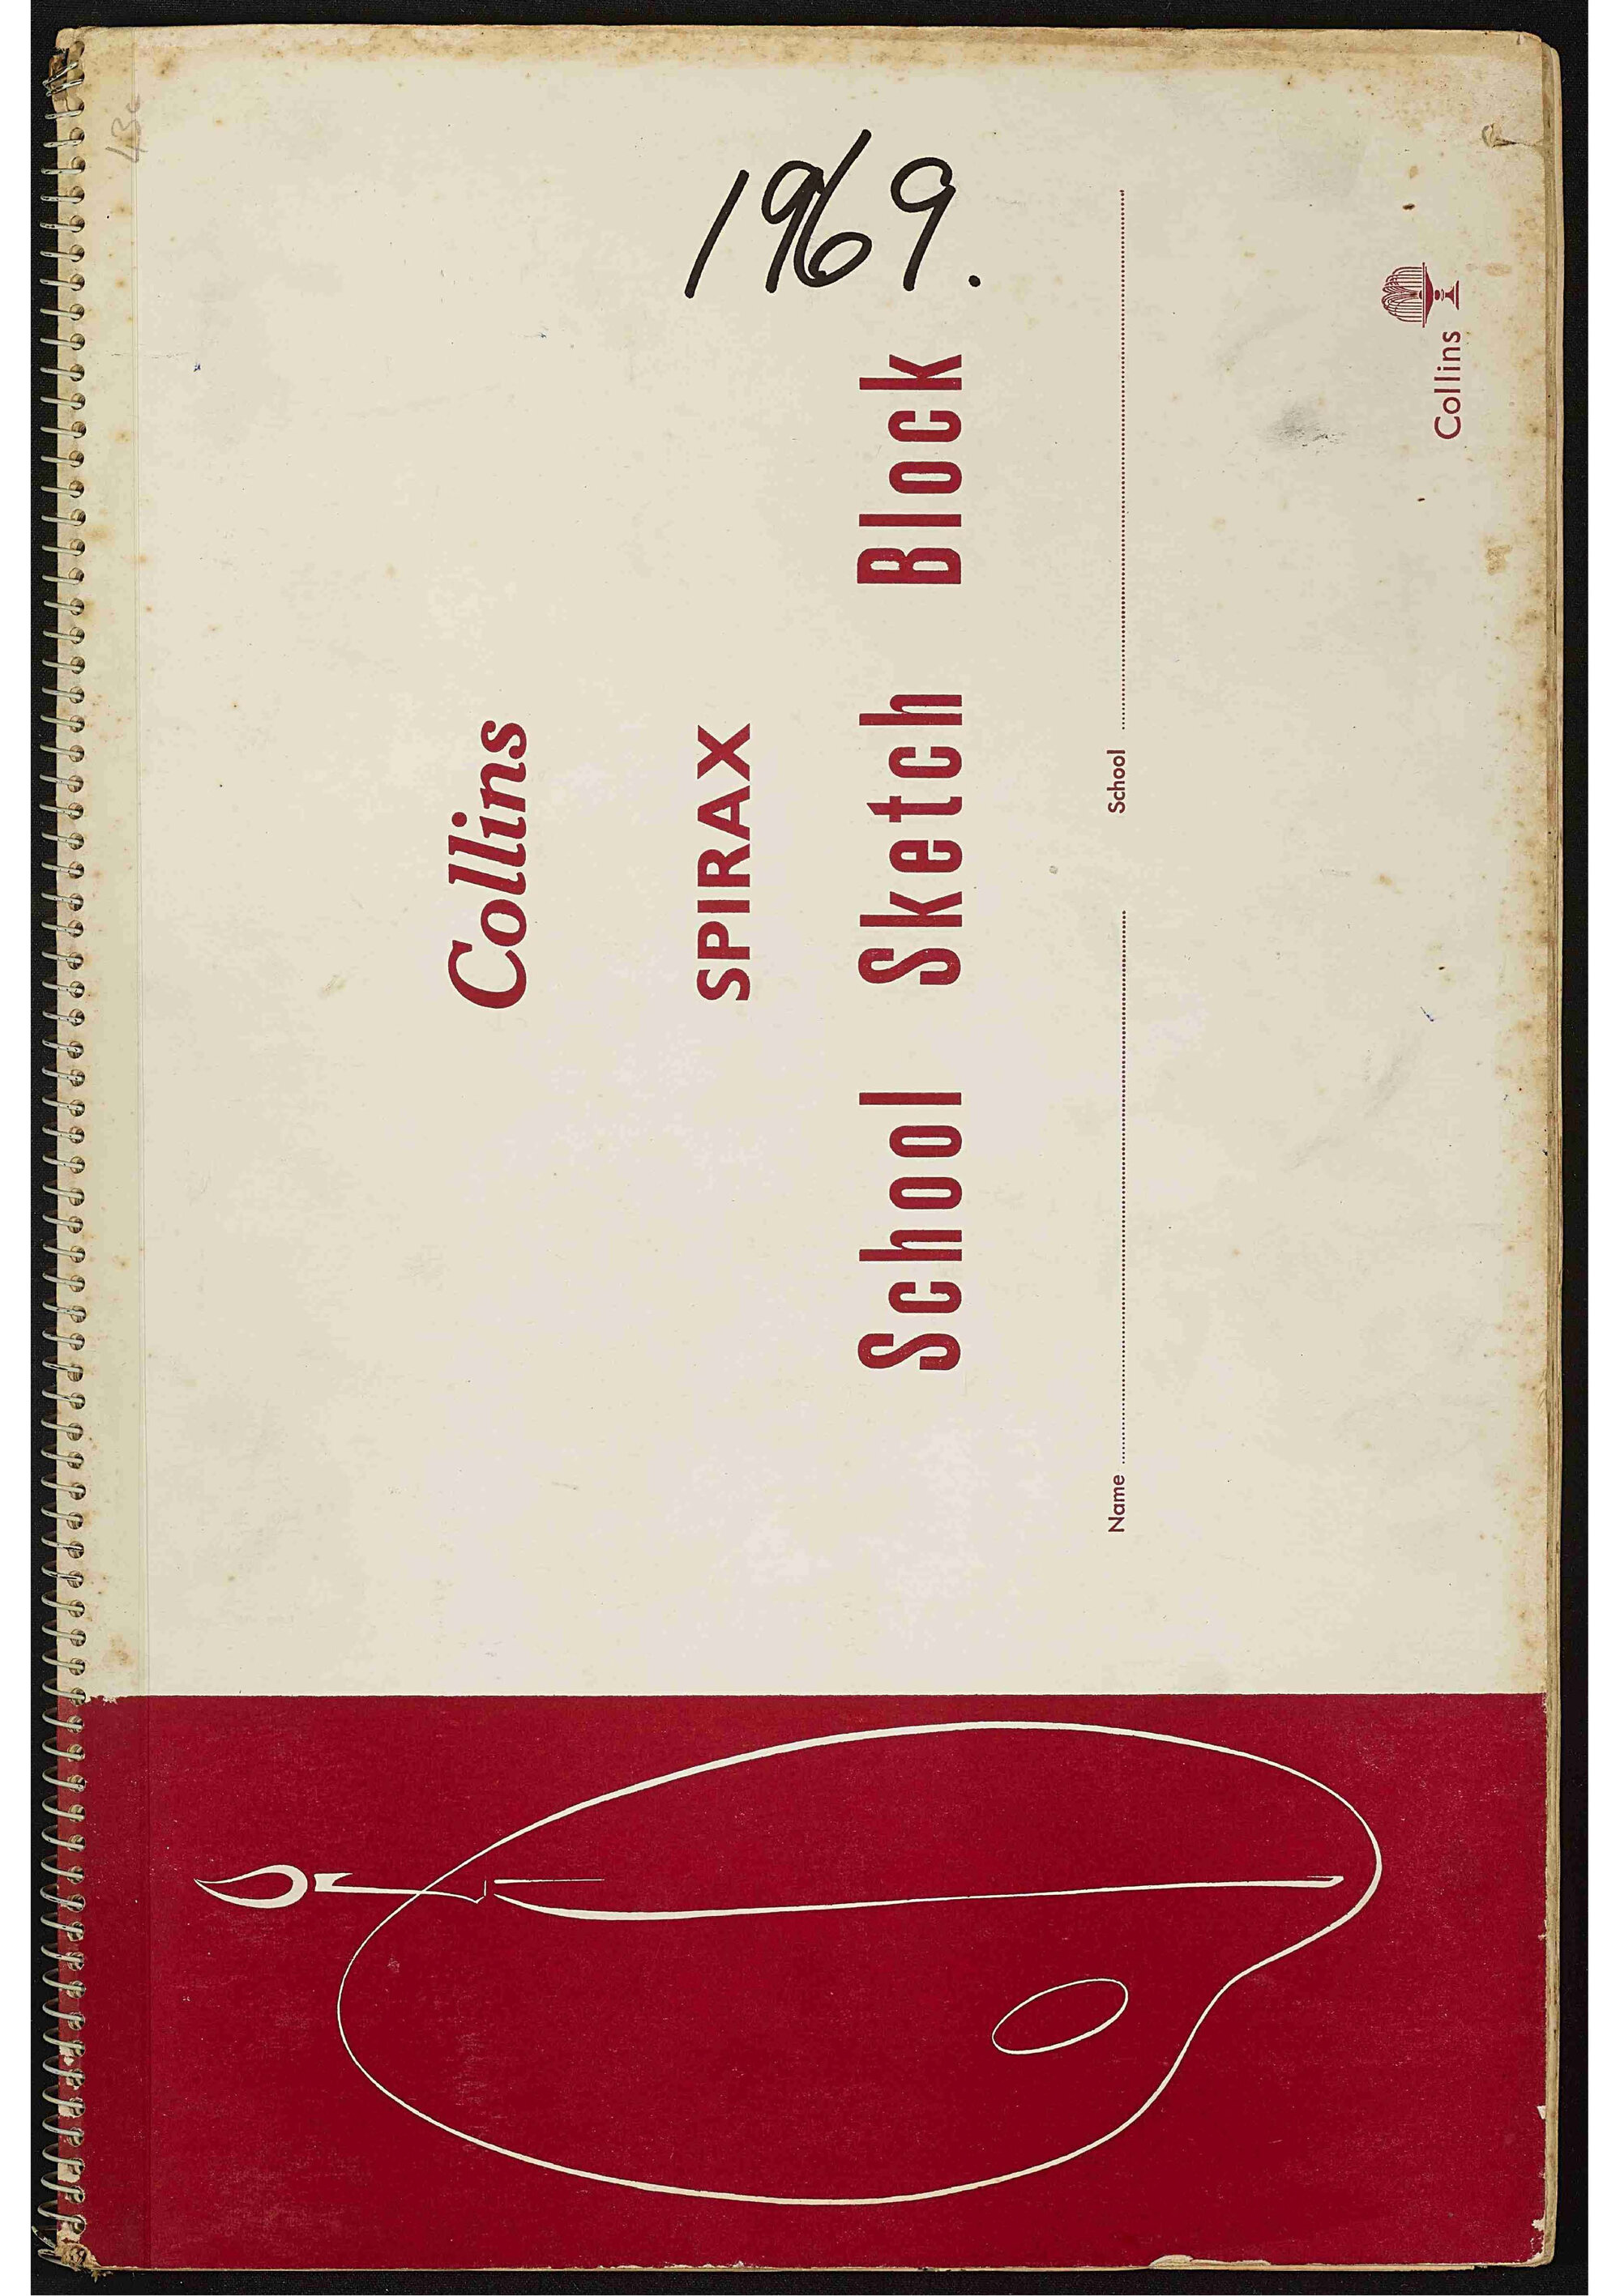 Collins
SPIRAX
School Sketch Block
1969.
Name
School
Collins